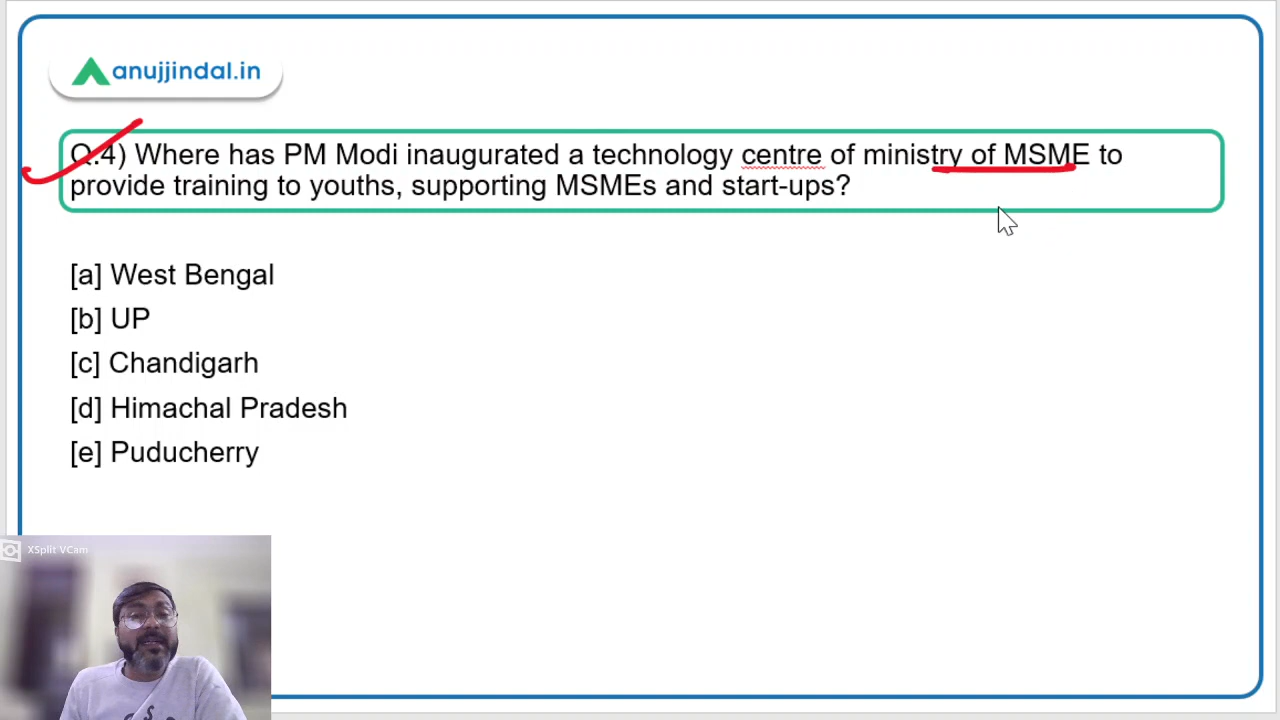 anujjindal.in
Q.4) Where has PM Modi inaugurated a technology centre of ministry of MSME to
provide training to youths, supporting MSMEs and start-ups?
[a] West Bengal
[b] UP
[c] Chandigarh
[d] Himachal Pradesh
[e] Puducherry
XSplit VCam